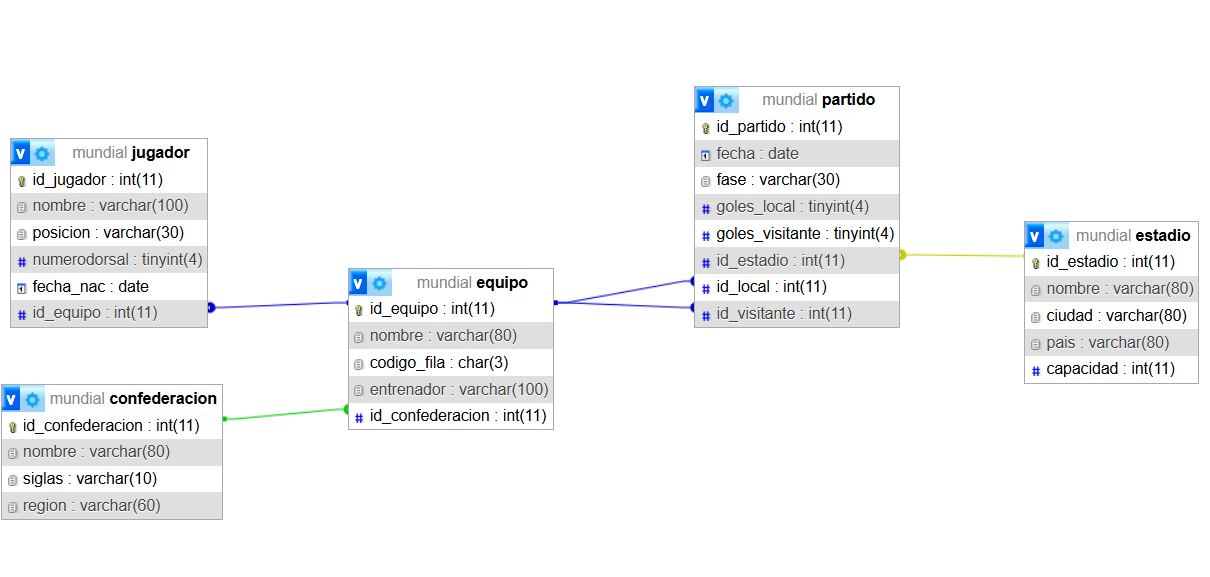 v mundial jugador
id_jugador : int(11)
nombre : varchar(100)
posicion : varchar(30)
numerodorsal : tinyint(4)
fecha_nac : date
id_equipo : int(11)
v mundial confederacion
id_confederacion : int(11)
nombre : varchar(80)
siglas : varchar(10)
region : varchar(60)
v mundial equipo
id_equipo : int(11)
nombre : varchar(80)
codigo_fila : char(3)
entrenador : varchar(100)
id_confederacion : int(11)
v mundial partido
id_partido : int(11)
fecha : date
fase : varchar(30)
goles_local : tinyint(4)
goles_visitante : tinyint(4)
id_estadio : int(11)
id_local : int(11)
id_visitante : int(11)
v mundial estadio
id_estadio : int(11)
nombre : varchar(80)
ciudad : varchar(80)
pais : varchar(80)
capacidad : int(11)